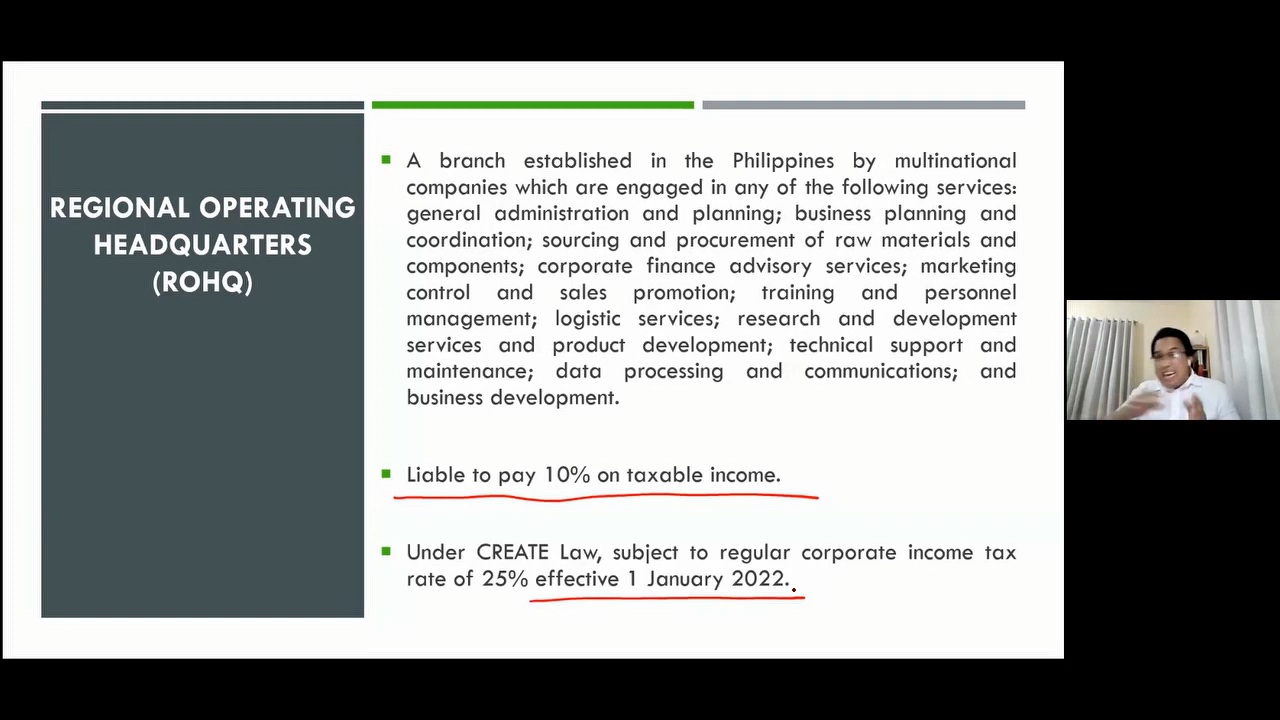 REGIONAL OPERATING
HEADQUARTERS
(ROHQ)
A branch established in the Philippines by multinational
companies which are engaged in any of the following services:
general administration and planning; business planning and
coordination; sourcing and procurement of raw materials and
components; corporate finance advisory services; marketing
control and sales promotion; training and personnel
management; logistic services; research and development
services and product development; technical support and
maintenance; data processing and communications; and
business development.
Liable to pay 10% on taxable income.
Under CREATE Law, subject to regular corporate income tax
rate of 25% effective 1 January 2022.